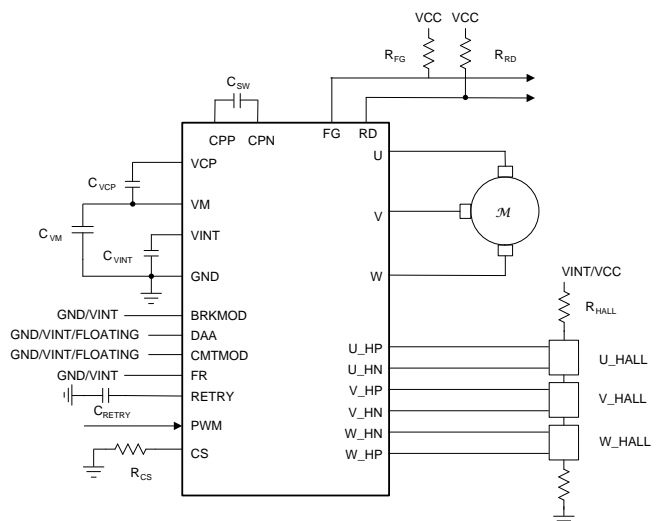 VCC VCC
R_FG R_RD
C_SW
CPP CPN FG RD
VCP U
C_VCP
VM V
C_VM
VINT
C_VINT
GND W
M
VINT/VCC
R_HALL
GND/VINT BRKMOD
GND/VINT/FLOATING DAA
GND/VINT/FLOATING CMTMOD
GND/VINT FR
RETRY
C_RETRY
PWM
CS
R_CS
U_HP
U_HN
U_HALL
V_HP
V_HN
V_HALL
W_HN
W_HP
W_HALL